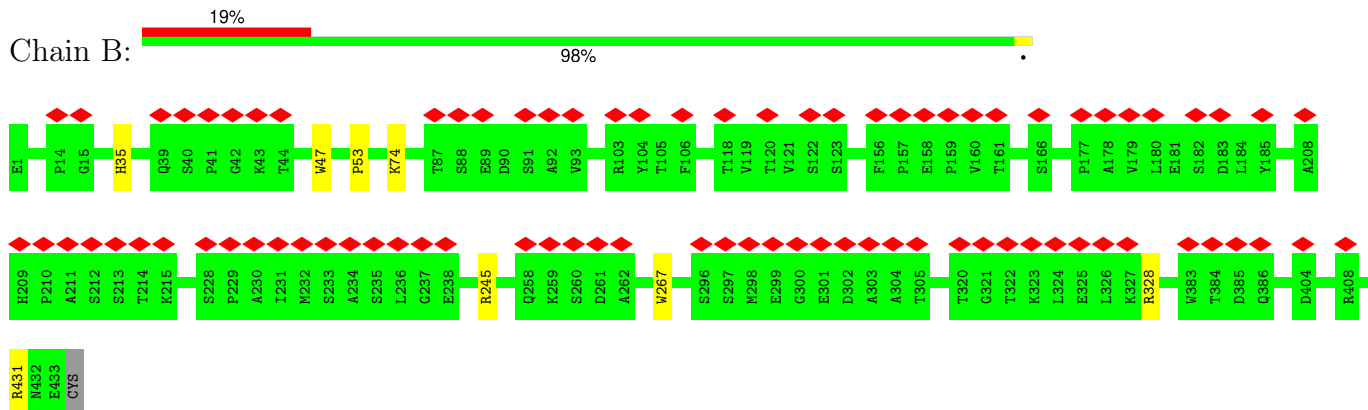 19%
Chain B:
98%
.
E1 P14 G15 H35 Q39 S40 P41 G42 K43 T44 W47 P53 K74 T87 S88 E89 D90 S91 A92 V93 R103 Y104 T105 F106 T118 V119 T120 V121 S122 S123 F156 P157 E158 P159 V160 T161 S166 P177 A178 V179 L180 E181 S182 D183 L184 Y185 A208
H209 P210 A211 S212 S213 T214 K215 S228 P229 A230 I231 M232 S233 A234 S235 L236 G237 E238 R245 Q258 K259 S260 D261 A262 W267 S296 S297 M298 E299 G300 E301 D302 A303 A304 T305 T320 G321 T322 K323 L324 E325 L326 K327 R328 W383 T384 D385 Q386 D404 R408
R431 N432 E433 CYS